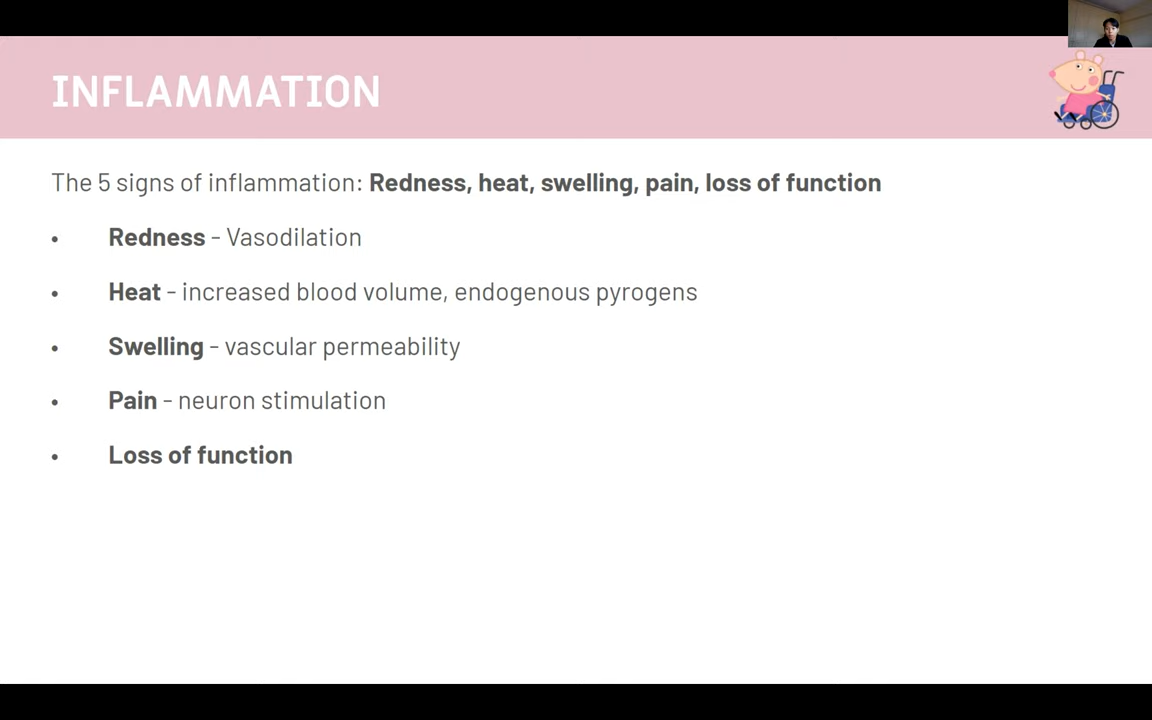 INFLAMMATION
The 5 signs of inflammation: Redness, heat, swelling, pain, loss of function
• Redness - Vasodilation
• Heat - increased blood volume, endogenous pyrogens
• Swelling - vascular permeability
• Pain - neuron stimulation
• Loss of function